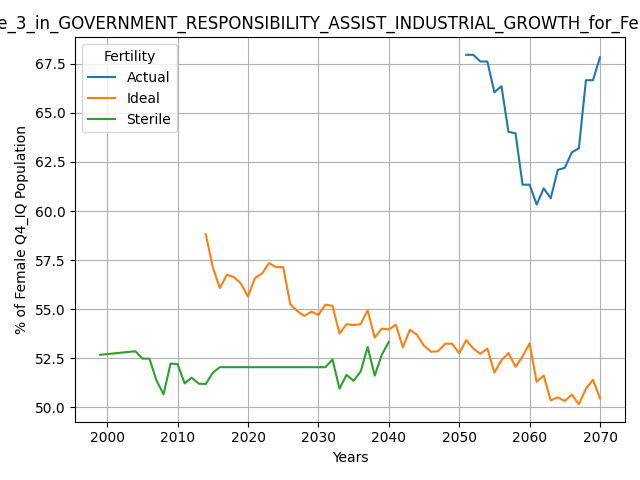 e_3_in_GOVERNMENT_RESPONSIBILITY_ASSIST_INDUSTRIAL_GROWTH_for_Fe
Fertility
Actual
Ideal
Sterile
% of Female Q4_IQ Population
67.5
65.0
62.5
60.0
57.5
55.0
52.5
50.0
2000 2010 2020 2030 2040 2050 2060 2070
Years